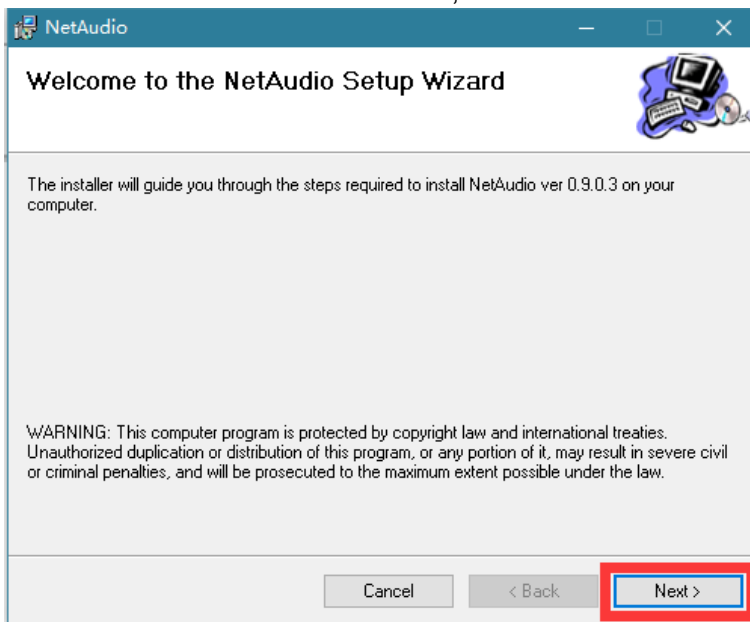 NetAudio
Welcome to the NetAudio Setup Wizard
The installer will guide you through the steps required to install NetAudio ver 0.9.0.3 on your
computer.
WARNING: This computer program is protected by copyright law and international treaties.
Unauthorized duplication or distribution of this program, or any portion of it, may result in severe civil
or criminal penalties, and will be prosecuted to the maximum extent possible under the law.
Cancel
< Back
Next >